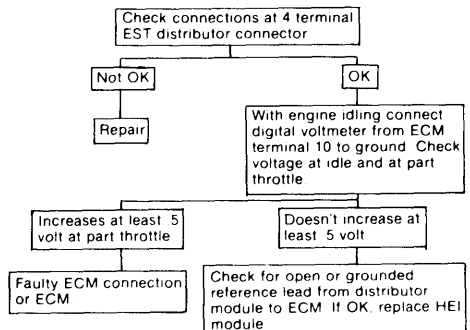 Check connections at 4 terminal
EST distributor connector
Not OK
OK
Repair
With engine idling connect
digital voltmeter from ECM
terminal 10 to ground Check
voltage at idle and at part
throttle
Increases at least .5
volt at part throttle
Doesn't increase at
least .5 volt
Faulty ECM connection
or ECM.
Check for open or grounded
reference lead from distributor
module to ECM. If OK, replace HEI
module